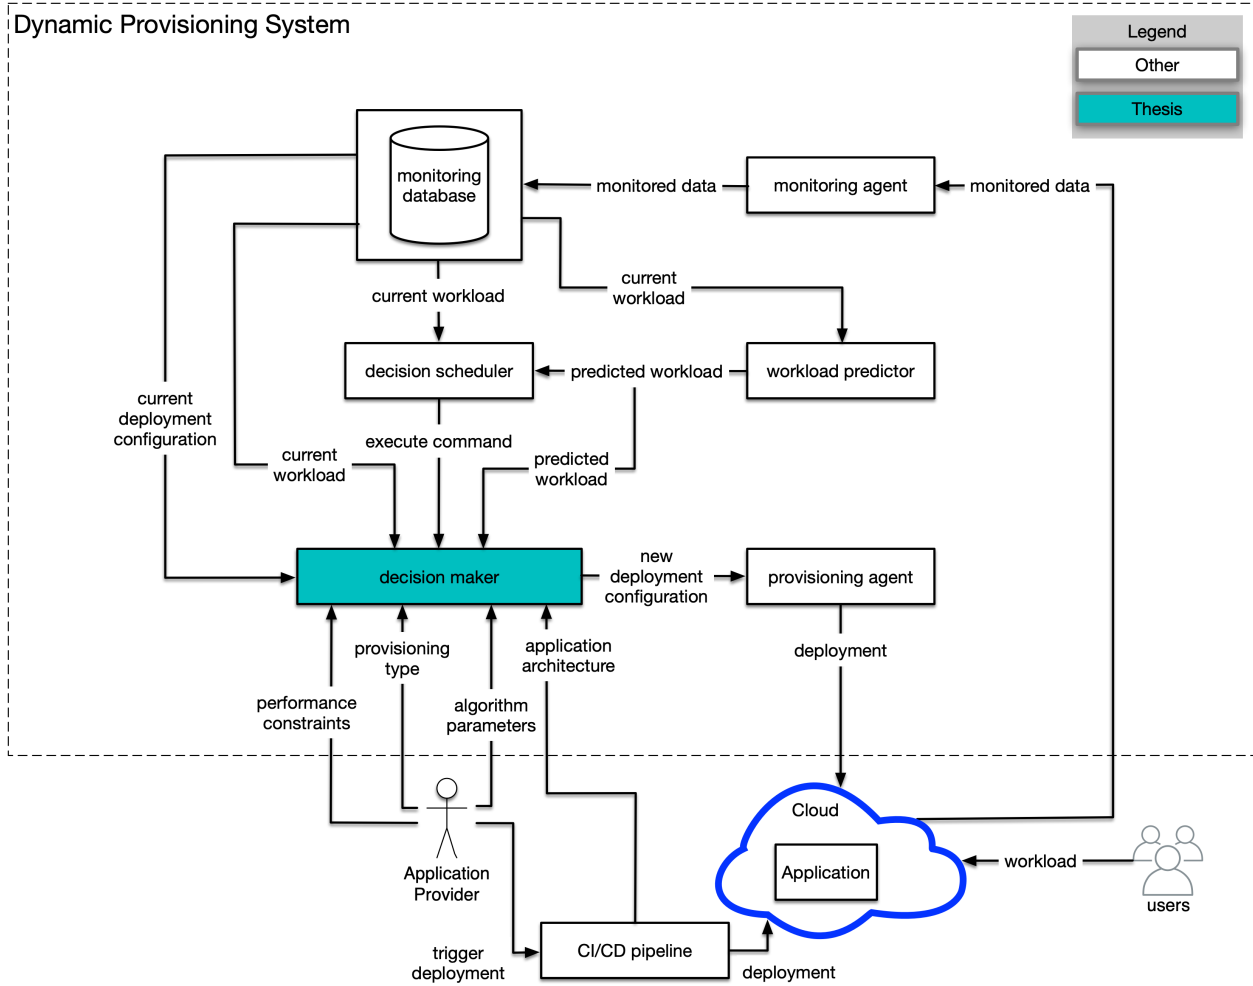 Dynamic Provisioning System
Legend
Other
Thesis
monitoring
database
monitored data
monitoring agent
monitored data
current workload
current
workload
decision scheduler
predicted workload
workload predictor
current
deployment
configuration
execute command
current
workload
predicted
workload
decision maker
new
deployment
configuration
provisioning agent
provisioning
type
application
architecture
deployment
performance
constraints
algorithm
parameters
Cloud
Application
Application
Provider
workload
users
trigger
deployment
CI/CD pipeline
deployment